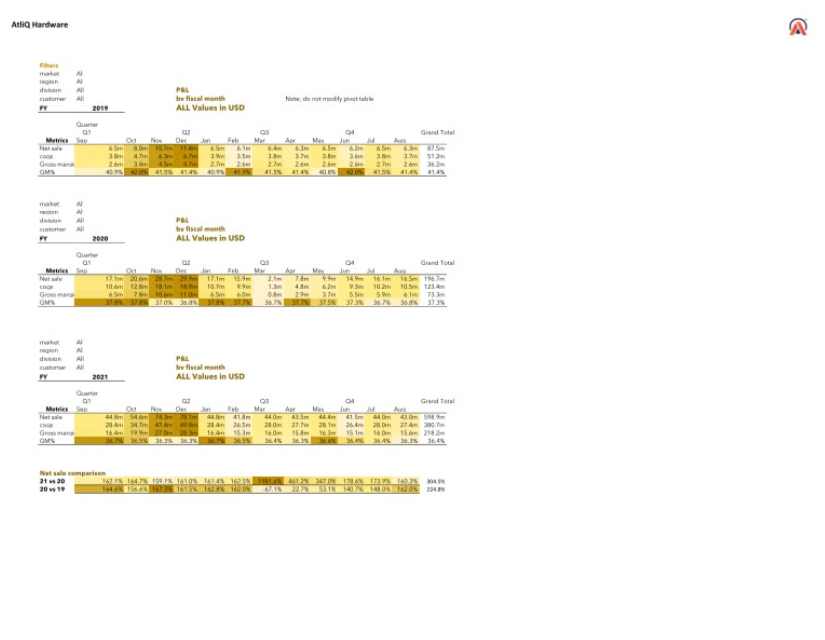 AtliQ Hardware
Filters
market All
region All
division All P&L
customer All by fiscal month Note; do not modify pivot table
FY 2019 ALL Values in USD
Quarter
Q1 Q2 Q3 Q4 Grand Total
Metrics Sep Oct Nov Dec Jan Feb Mar Apr May Jun Jul Aug
Net sale 6.5m 8.0m 10.7m 11.4m 6.5m 6.1m 6.4m 6.3m 6.5m 6.2m 6.5m 6.3m 87.5m
cogs 3.8m 4.7m 6.3m 6.7m 3.9m 3.5m 3.8m 3.7m 3.8m 3.6m 3.8m 3.7m 51.2m
Gross margi 2.6m 3.4m 4.5m 4.7m 2.7m 2.6m 2.7m 2.6m 2.6m 2.6m 2.7m 2.6m 36.2m
GM% 40.9% 42.0% 41.5% 41.4% 40.9% 41.9% 41.5% 41.4% 40.8% 42.0% 41.5% 41.4% 41.4%
market All
region All
division All P&L
customer All by fiscal month
FY 2020 ALL Values in USD
Quarter
Q1 Q2 Q3 Q4 Grand Total
Metrics Sep Oct Nov Dec Jan Feb Mar Apr May Jun Jul Aug
Net sale 17.1m 20.6m 28.7m 29.9m 17.1m 15.9m 2.1m 7.8m 9.9m 14.9m 16.1m 16.5m 196.7m
cogs 10.6m 12.8m 18.1m 18.9m 10.7m 9.9m 1.3m 4.8m 6.2m 9.3m 10.2m 10.5m 123.4m
Gross margi 6.5m 7.8m 10.6m 11.0m 6.5m 6.0m 0.8m 2.9m 3.7m 5.5m 5.9m 6.1m 73.3m
GM% 37.8% 37.8% 37.0% 36.8% 37.8% 37.7% 36.7% 37.7% 37.5% 37.3% 36.7% 36.8% 37.3%
market All
region All
division All P&L
customer All by fiscal month
FY 2021 ALL Values in USD
Quarter
Q1 Q2 Q3 Q4 Grand Total
Metrics Sep Oct Nov Dec Jan Feb Mar Apr May Jun Jul Aug
Net sale 44.8m 54.6m 74.3m 78.1m 44.8m 41.8m 44.0m 43.5m 44.4m 41.5m 44.0m 43.0m 598.9m
cogs 28.4m 34.7m 47.4m 49.8m 28.4m 26.5m 28.0m 27.7m 28.1m 26.4m 28.0m 27.4m 380.7m
Gross margi 16.4m 19.9m 27.0m 28.3m 16.4m 15.3m 16.0m 15.8m 16.3m 15.1m 16.0m 15.6m 218.2m
GM% 36.7% 36.5% 36.3% 36.3% 36.7% 36.5% 36.4% 36.3% 36.6% 36.4% 36.4% 36.3% 36.4%
Net sale comparison
21 vs 20 162.1% 164.7% 159.1% 161.0% 161.4% 162.5% 461.2% 347.0% 178.6% 173.9% 160.3% 304.5%
20 vs 19 164.6% 156.6% 167.3% 161.5% 162.8% 162.0% -67.1% 22.7% 53.1% 140.7% 148.0% 162.0% 224.8%